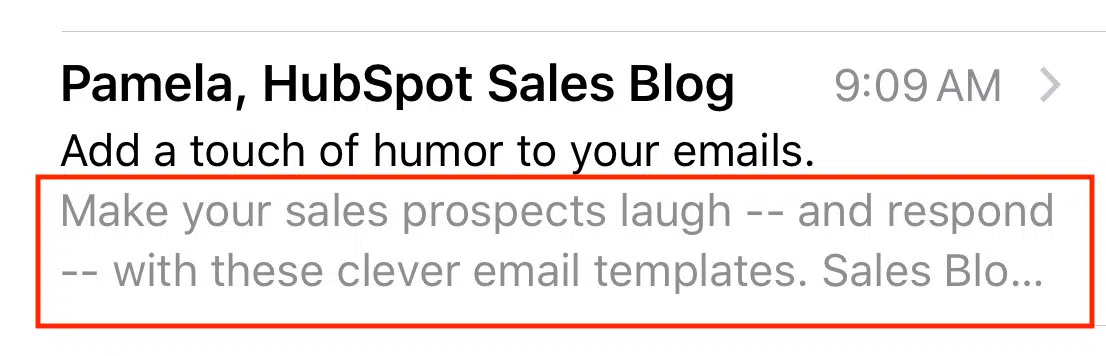 Pamela, HubSpot Sales Blog 9:09 AM
Add a touch of humor to your emails.
Make your sales prospects laugh -- and respond
-- with these clever email templates. Sales Blo...